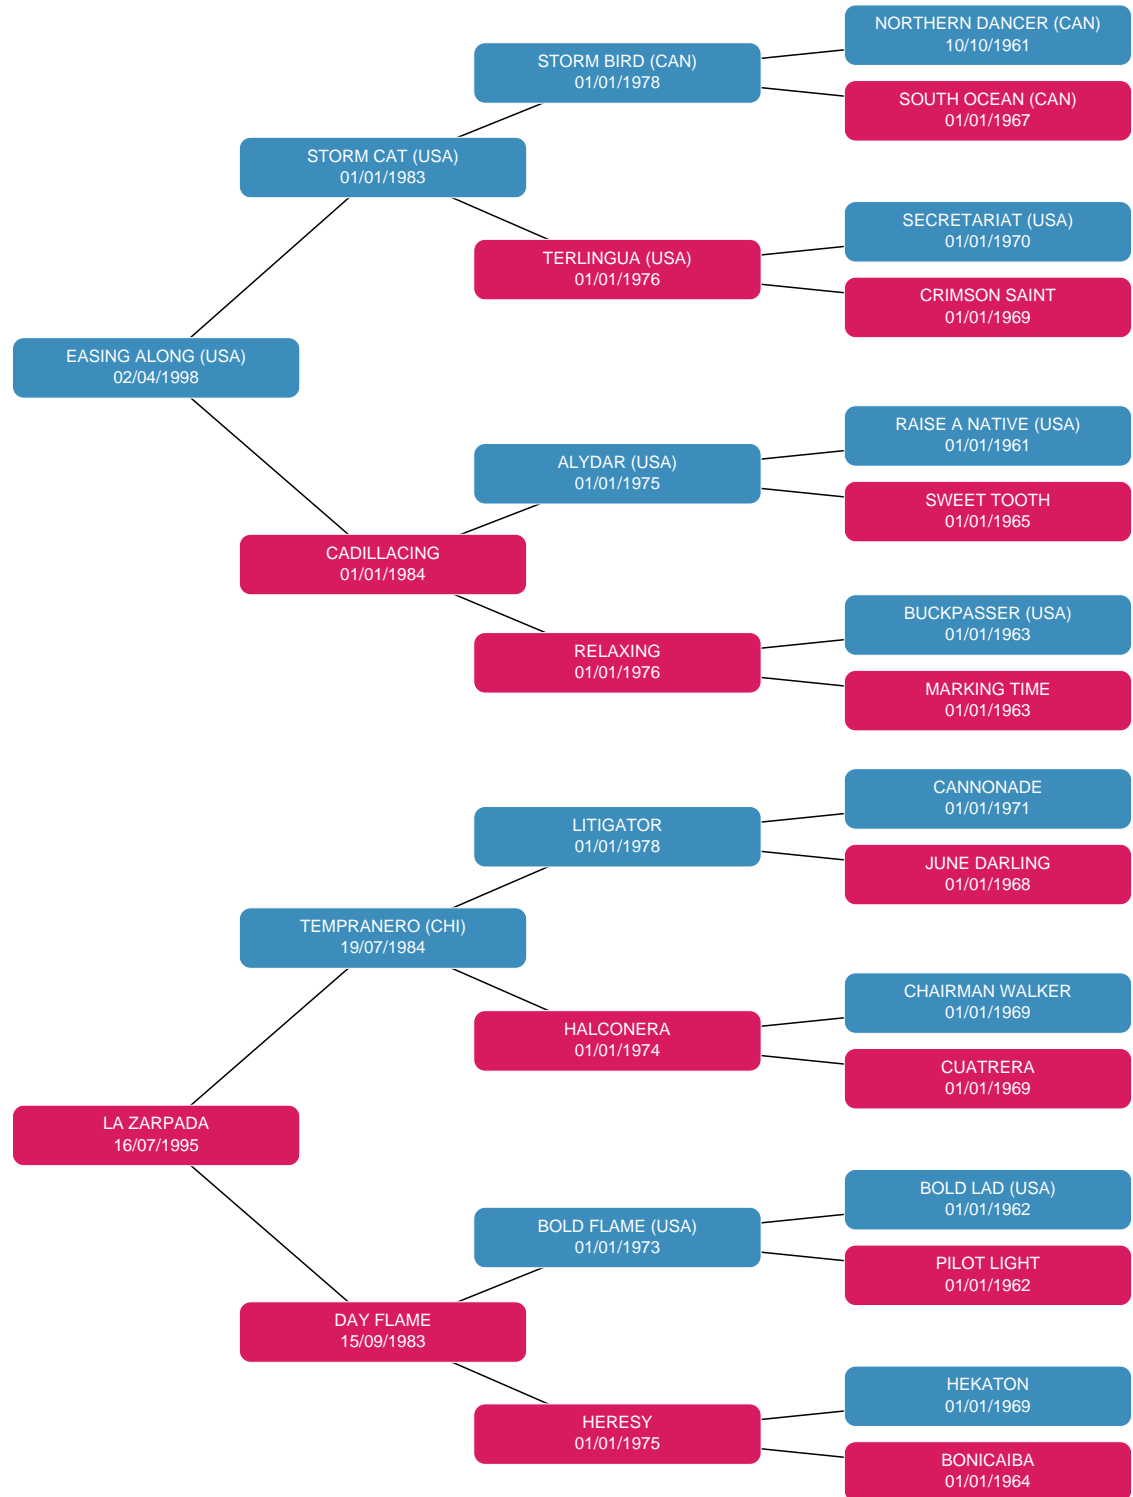 NORTHERN DANCER (CAN)
10/10/1961
STORM BIRD (CAN)
01/01/1978
SOUTH OCEAN (CAN)
01/01/1967
STORM CAT (USA)
01/01/1983
SECRETARIAT (USA)
01/01/1970
TERLINGUA (USA)
01/01/1976
CRIMSON SAINT
01/01/1969
EASING ALONG (USA)
02/04/1998
RAISE A NATIVE (USA)
01/01/1961
ALYDAR (USA)
01/01/1975
SWEET TOOTH
01/01/1965
CADILLACING
01/01/1984
BUCKPASSER (USA)
01/01/1963
RELAXING
01/01/1976
MARKING TIME
01/01/1963
CANNONADE
01/01/1971
LITIGATOR
01/01/1978
JUNE DARLING
01/01/1968
TEMPRANERO (CHI)
19/07/1984
CHAIRMAN WALKER
01/01/1969
HALCONERA
01/01/1974
CUATRERA
01/01/1969
LA ZARPADA
16/07/1995
BOLD LAD (USA)
01/01/1962
BOLD FLAME (USA)
01/01/1973
PILOT LIGHT
01/01/1962
DAY FLAME
15/09/1983
HEKATON
01/01/1969
HERESY
01/01/1975
BONICAIBA
01/01/1964